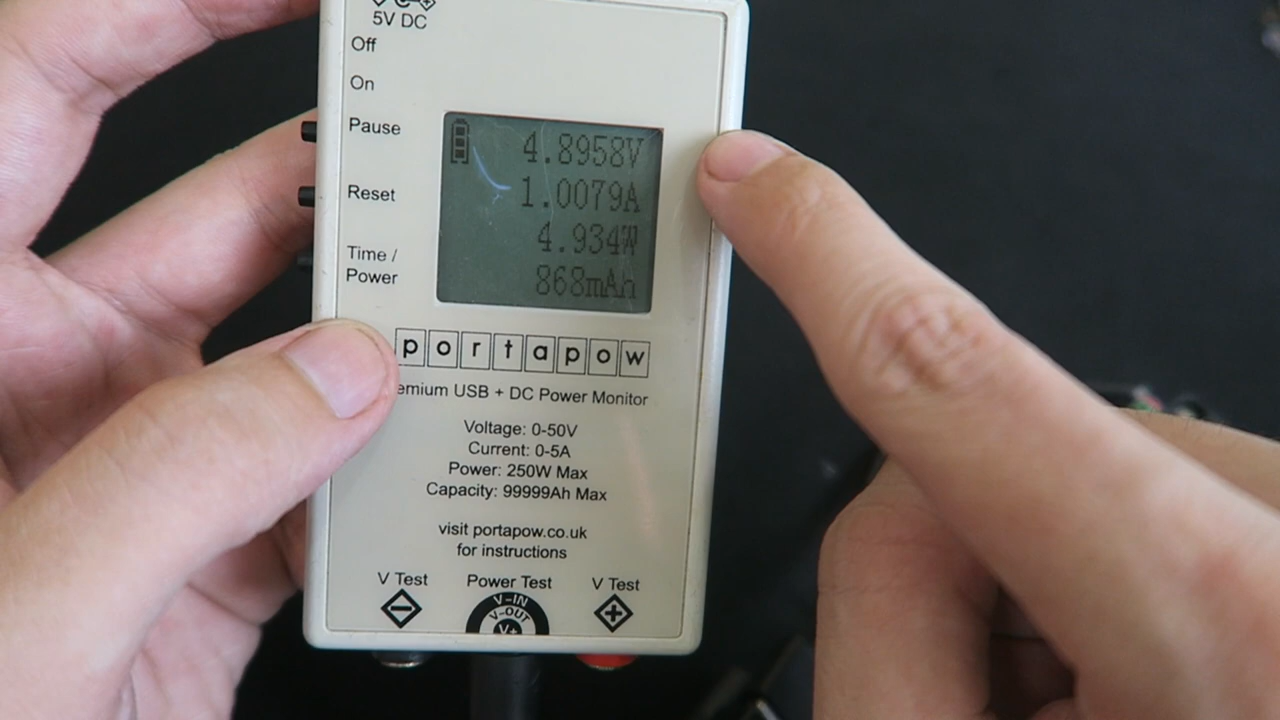 5V DC
Off
On
Pause
Reset
Time /
Power
4.8958V
1.0079A
4.934W
868mAh
portapow
emium USB + DC Power Monitor
Voltage: 0-50V
Current: 0-5A
Power: 250W Max
Capacity: 99999Ah Max
visit portapow.co.uk
for instructions
V Test
Power Test
V Test
V-IN
V-OUT
V+